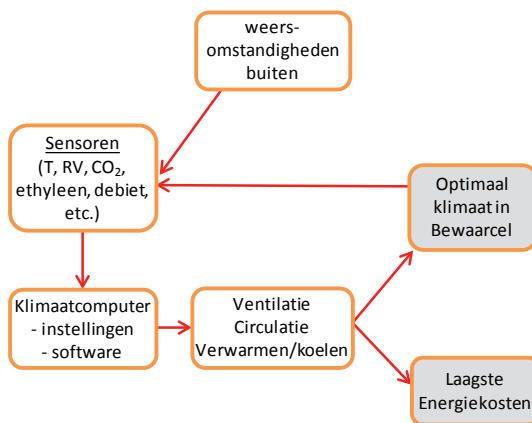 weers-
omstandigheden
buiten
Sensoren
(T, RV, CO₂,
ethyleen, debiet,
etc.)
Optimaal
klimaat in
Bewaarcel
Klimaatcomputer
- instellingen
- software
Ventilatie
Circulatie
Verwarmen/koelen
Laagste
Energiekosten